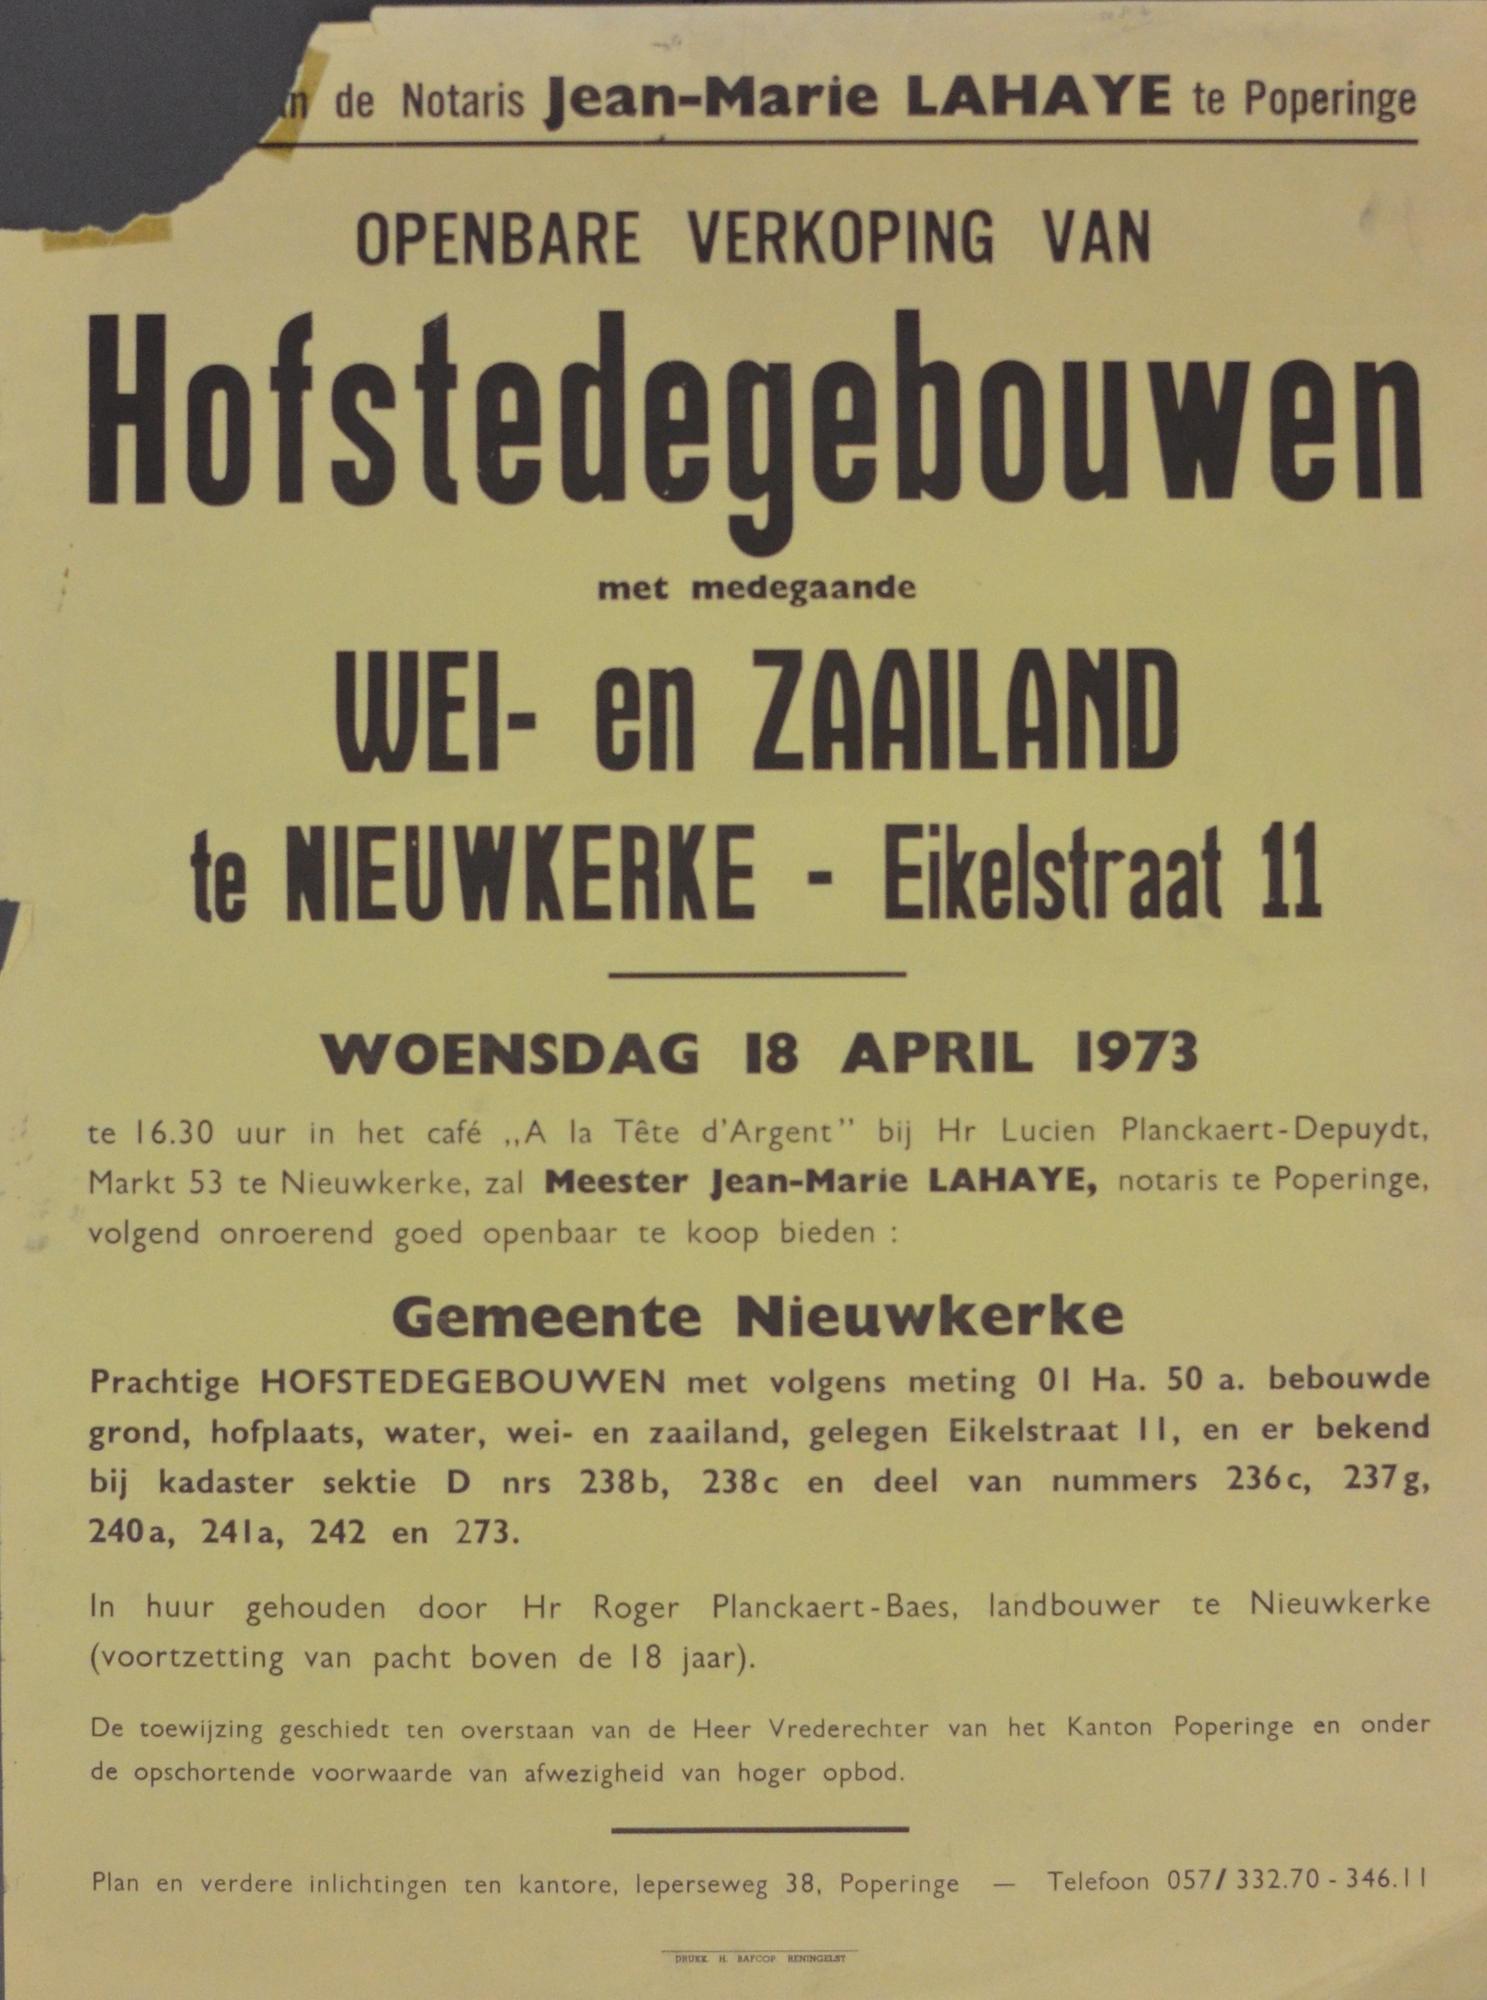 de Notaris Jean-Marie LAHAYE te Poperinge
OPENBARE VERKOPING VAN
Hofstedegebouwen
met medegaande
WEI- en ZAAILAND
te NIEUWKERKE - Eikelstraat 11
WOENSDAG 18 APRIL 1973
te 16.30 uur in het café „A la Tête d'Argent" bij Hr Lucien Planckaert-Depuydt,
Markt 53 te Nieuwkerke, zal Meester Jean-Marie LAHAYE, notaris te Poperinge,
volgend onroerend goed openbaar te koop bieden :
Gemeente Nieuwkerke
Prachtige HOFSTEDEGEBOUWEN met volgens meting 01 Ha. 50 a. bebouwde
grond, hofplaats, water, wei- en zaailand, gelegen Eikelstraat 11, en er bekend
bij kadaster sektie D nrs 238b, 238c en deel van nummers 236c, 237g,
240a, 241a, 242 en 273.
In huur gehouden door Hr Roger Planckaert-Baes, landbouwer te Nieuwkerke
(voortzetting van pacht boven de 18 jaar).
De toewijzing geschiedt ten overstaan van de Heer Vrederechter van het Kanton Poperinge en onder
de opschortende voorwaarde van afwezigheid van hoger opbod.
Plan en verdere inlichtingen ten kantore, Ieperseweg 38, Poperinge — Telefoon 057/ 332.70 - 346.11
DRUKK. H. BAFCOP RENINGELST